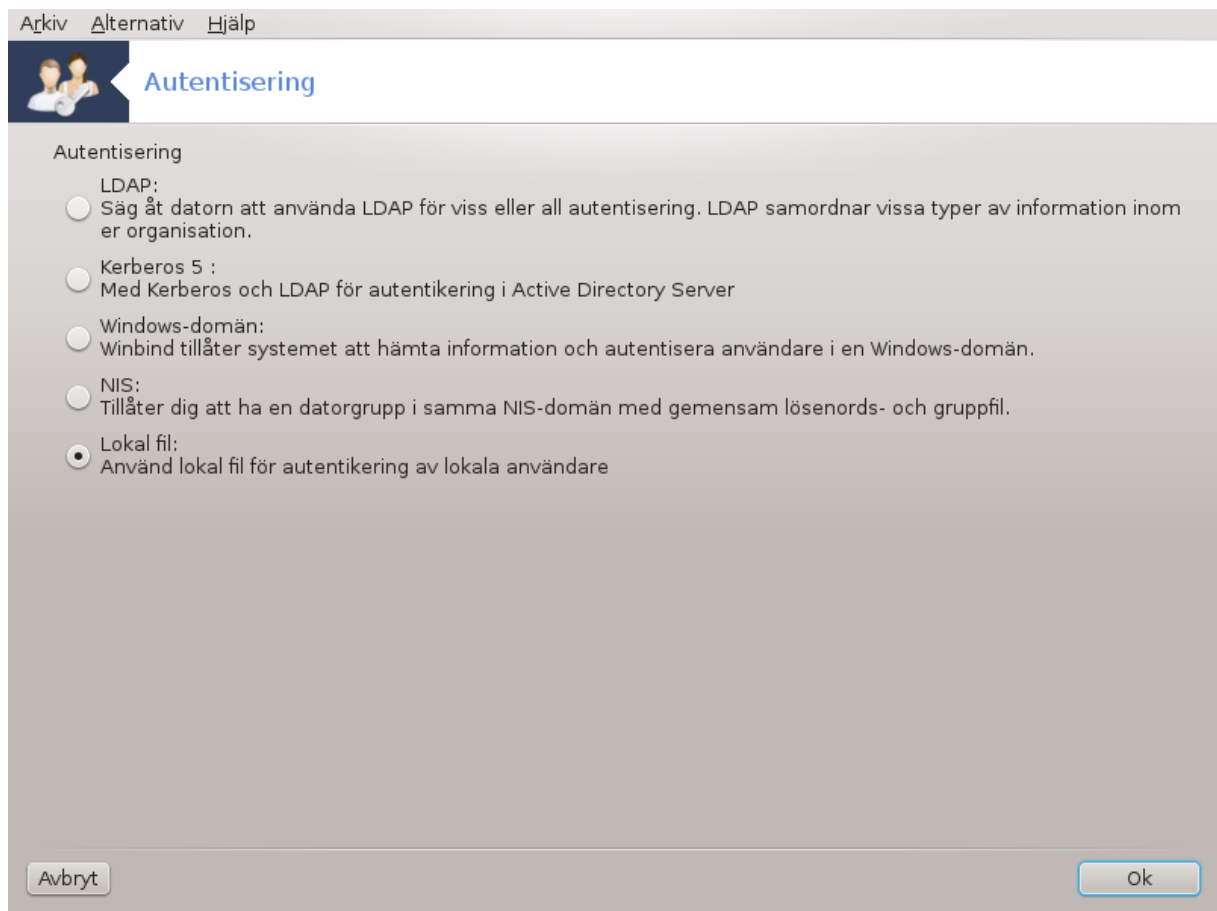 Arkiv Alternativ Hjälp
Autentisering
Autentisering
LDAP:
Säg åt datorn att använda LDAP för viss eller all autentisering. LDAP samordnar vissa typer av information inom
er organisation.
Kerberos 5 :
Med Kerberos och LDAP för autentikering i Active Directory Server
Windows-domän:
Winbind tillåter systemet att hämta information och autentisera användare i en Windows-domän.
NIS:
Tillåter dig att ha en datorgrupp i samma NIS-domän med gemensam lösenords- och gruppfil.
Lokal fil:
Använd lokal fil för autentikering av lokala användare
Avbryt Ok